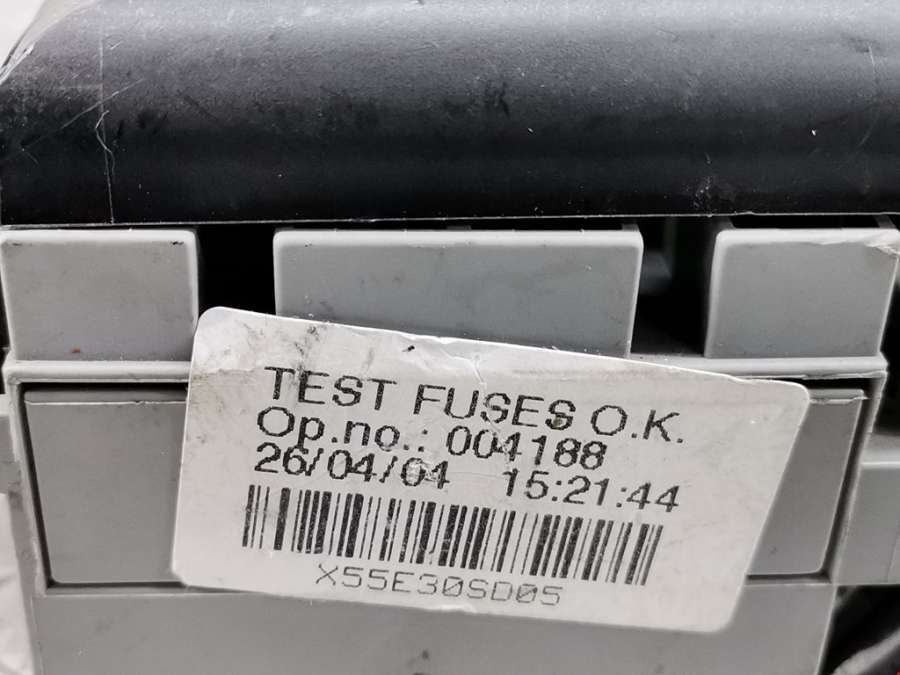 TEST FUSES O.K.
Op.no.: 004188
26/04/04 15:21:44
X55E30SD05